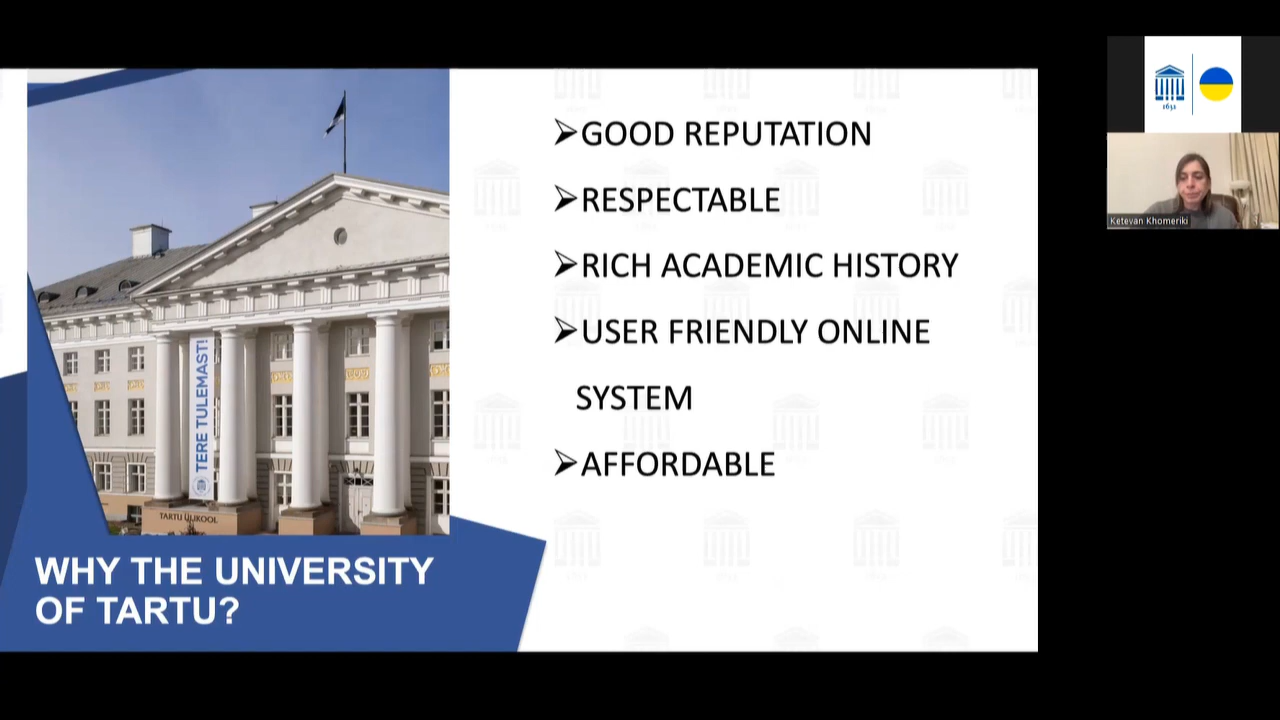 GOOD REPUTATION
RESPECTABLE
RICH ACADEMIC HISTORY
USER FRIENDLY ONLINE
SYSTEM
AFFORDABLE
TERE TULEMAST!
TARTU ÜLIKOOL
WHY THE UNIVERSITY
OF TARTU?
1632
Ketevan Khomeriki